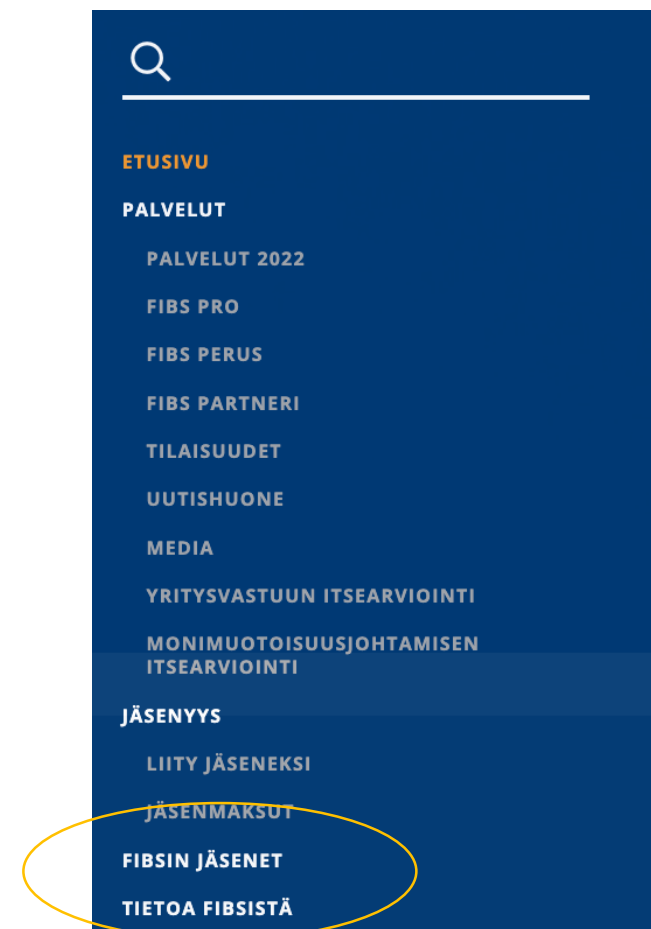 ETUSIVU
PALVELUT
PALVELUT 2022
FIBS PRO
FIBS PERUS
FIBS PARTNERI
TILAISUUDET
UUTISHUONE
MEDIA
YRITYSVASTUUN ITSEARVIOINTI
MONIMUOTOISUUSJOHTAMISEN
ITSEARVIOINTI
JÄSENYYS
LIITY JÄSENEKSI
JÄSENMAKSUT
FIBSIN JÄSENET
TIETOA FIBSISTÄ